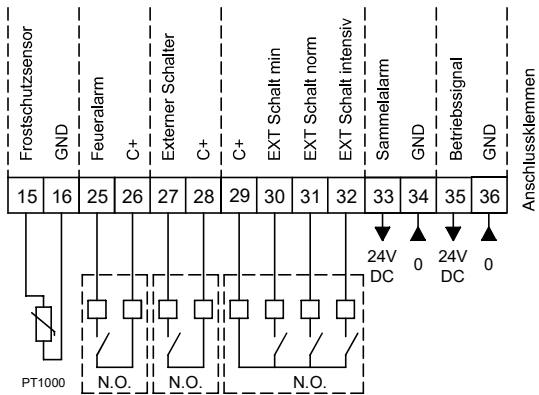 Frostschutzsensor
GND
Feueralarm
C+
Externer Schalter
C+
C+
EXT Schalt min
EXT Schalt norm
EXT Schalt intensiv
Sammelalarm
GND
Betriebssignal
GND
Anschlussklemmen
15 16 25 26 27 28 29 30 31 32 33 34 35 36
24V
DC
0
24V
DC
0
PT1000
N.O.
N.O.
N.O.